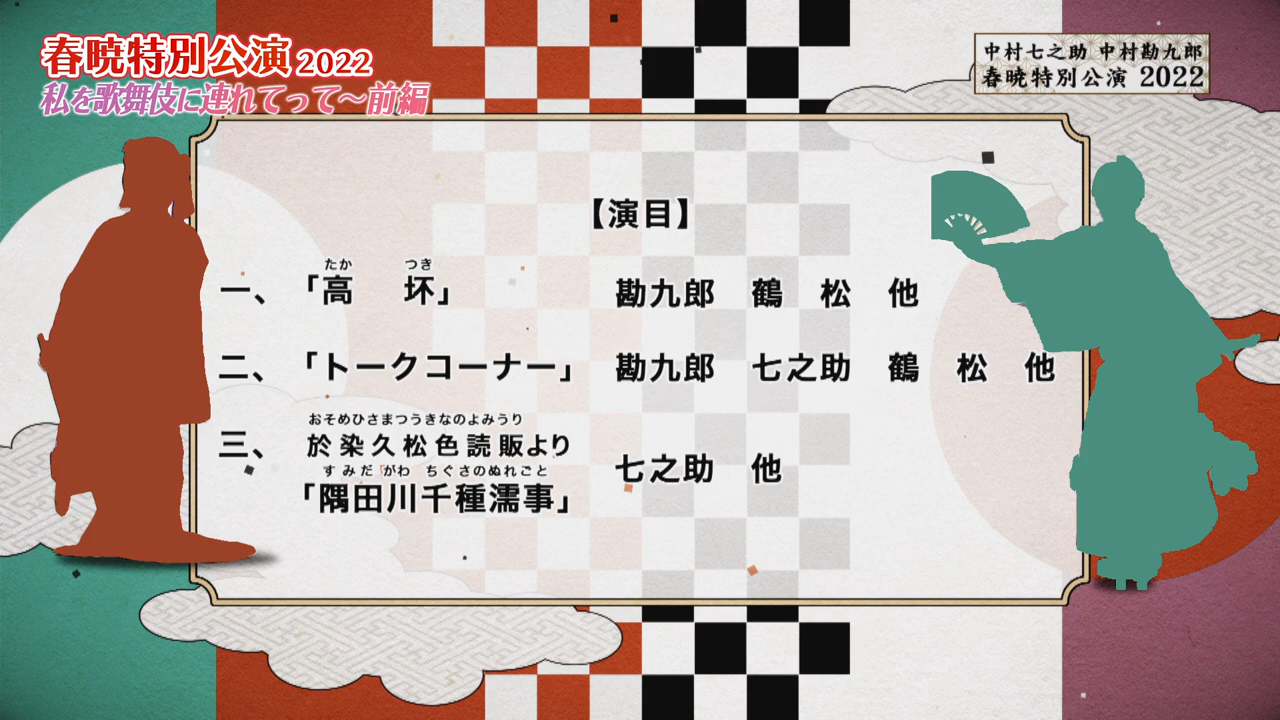 春暁特別公演 2022
私を歌舞伎に連れてって～前編
中村七之助 中村勘九郎
春暁特別公演 2022
【演目】
たか つき
一、「高 坏」 勘九郎 鶴 松 他
二、「トークコーナー」 勘九郎 七之助 鶴 松 他
おそめひさまつうきなのよみうり
三、於染久松色読販より
すみだがわ ちぐさのぬれごと
「隅田川千種濡事」 七之助 他